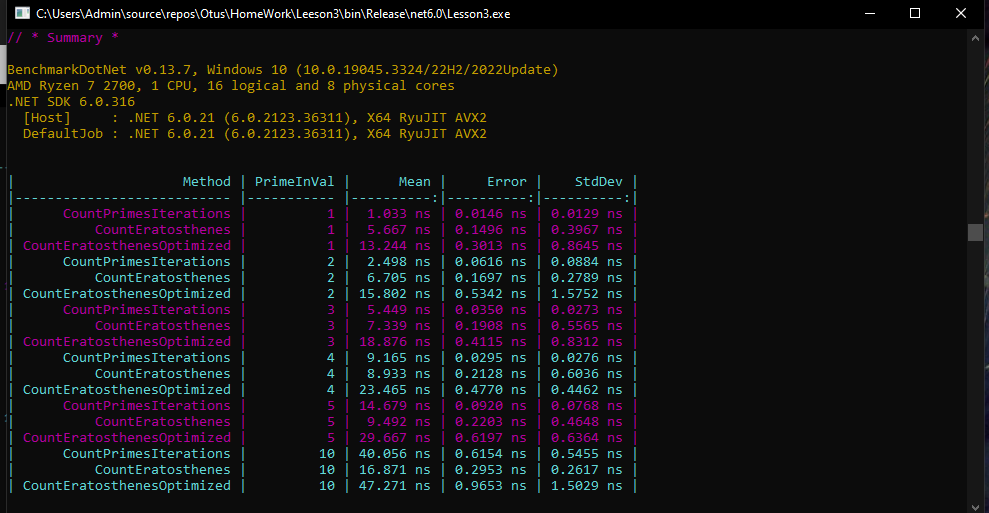 C:\Users\Admin\source\repos\Otus\HomeWork\Leeson3\bin\Release\net6.0\Lesson3.exe
// * Summary *
BenchmarkDotNet v0.13.7, Windows 10 (10.0.19045.3324/22H2/2022Update)
AMD Ryzen 7 2700, 1 CPU, 16 logical and 8 physical cores
.NET SDK 6.0.316
  [Host]     : .NET 6.0.21 (6.0.2123.36311), X64 RyuJIT AVX2
  DefaultJob : .NET 6.0.21 (6.0.2123.36311), X64 RyuJIT AVX2
|                     Method | PrimeInVal |      Mean |     Error |    StdDev |
|--------------------------- |----------- |----------:|----------:|----------:|
|      CountPrimesIterations |          1 |  1.033 ns | 0.0146 ns | 0.0129 ns |
|          CountEratosthenes |          1 |  5.667 ns | 0.1496 ns | 0.3967 ns |
| CountEratosthenesOptimized |          1 | 13.244 ns | 0.3013 ns | 0.8645 ns |
|      CountPrimesIterations |          2 |  2.498 ns | 0.0616 ns | 0.0884 ns |
|          CountEratosthenes |          2 |  6.705 ns | 0.1697 ns | 0.2789 ns |
| CountEratosthenesOptimized |          2 | 15.802 ns | 0.5342 ns | 1.5752 ns |
|      CountPrimesIterations |          3 |  5.449 ns | 0.0350 ns | 0.0273 ns |
|          CountEratosthenes |          3 |  7.339 ns | 0.1908 ns | 0.5565 ns |
| CountEratosthenesOptimized |          3 | 18.876 ns | 0.4115 ns | 0.8312 ns |
|      CountPrimesIterations |          4 |  9.165 ns | 0.0295 ns | 0.0276 ns |
|          CountEratosthenes |          4 |  8.933 ns | 0.2128 ns | 0.6036 ns |
| CountEratosthenesOptimized |          4 | 23.465 ns | 0.4770 ns | 0.4462 ns |
|      CountPrimesIterations |          5 | 14.679 ns | 0.0920 ns | 0.0768 ns |
|          CountEratosthenes |          5 |  9.492 ns | 0.2203 ns | 0.4648 ns |
| CountEratosthenesOptimized |          5 | 29.667 ns | 0.6197 ns | 0.6364 ns |
|      CountPrimesIterations |         10 | 40.056 ns | 0.6154 ns | 0.5455 ns |
|          CountEratosthenes |         10 | 16.871 ns | 0.2953 ns | 0.2617 ns |
| CountEratosthenesOptimized |         10 | 47.271 ns | 0.9653 ns | 1.5029 ns |